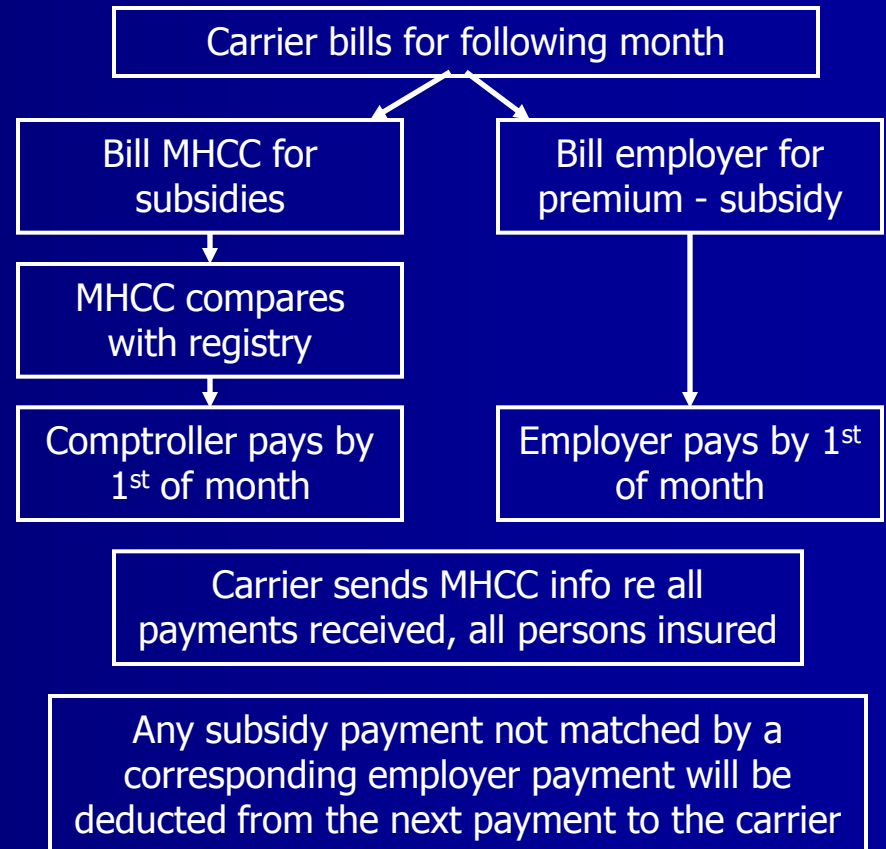 Carrier bills for following month
Bill MHCC for
subsidies
Bill employer for
premium - subsidy
MHCC compares
with registry
Comptroller pays by
1st of month
Employer pays by 1st
of month
Carrier sends MHCC info re all
payments received, all persons insured
Any subsidy payment not matched by a
corresponding employer payment will be
deducted from the next payment to the carrier